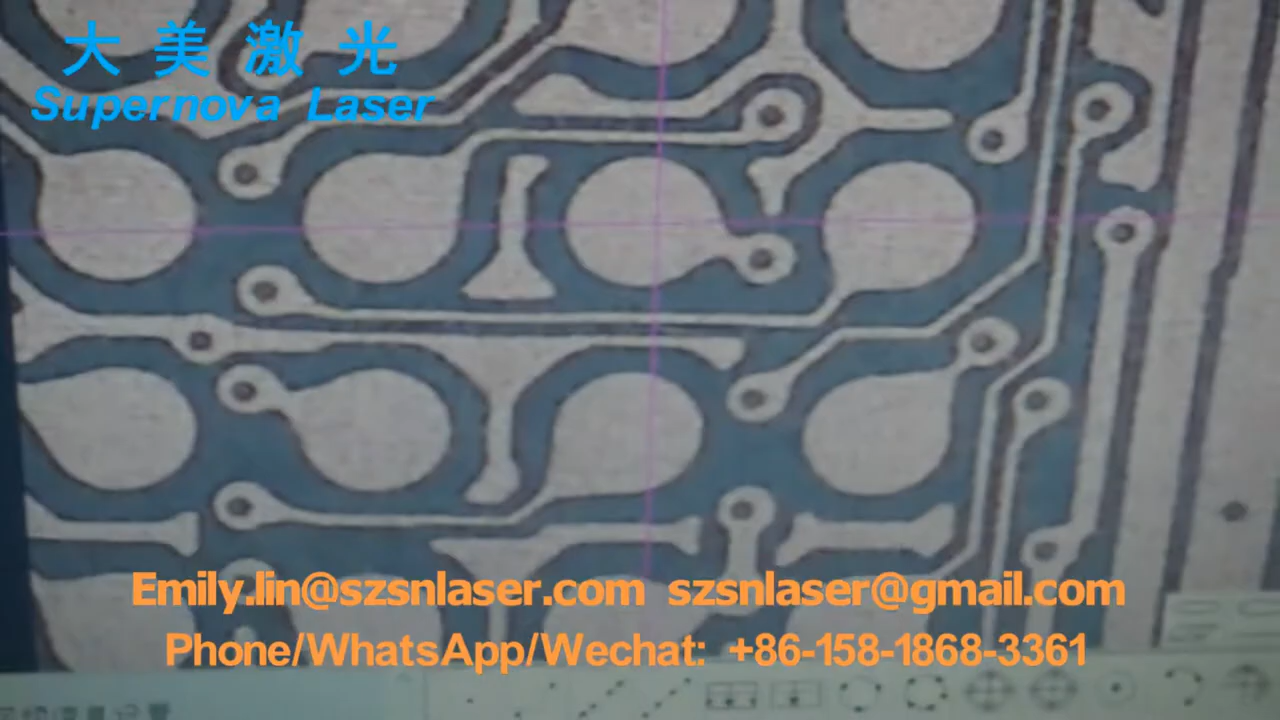 大美激光
Supernova Laser
Emily.lin@szsnlaser.com szsnlaser@gmail.com
Phone/WhatsApp/Wechat: +86-158-1868-3361